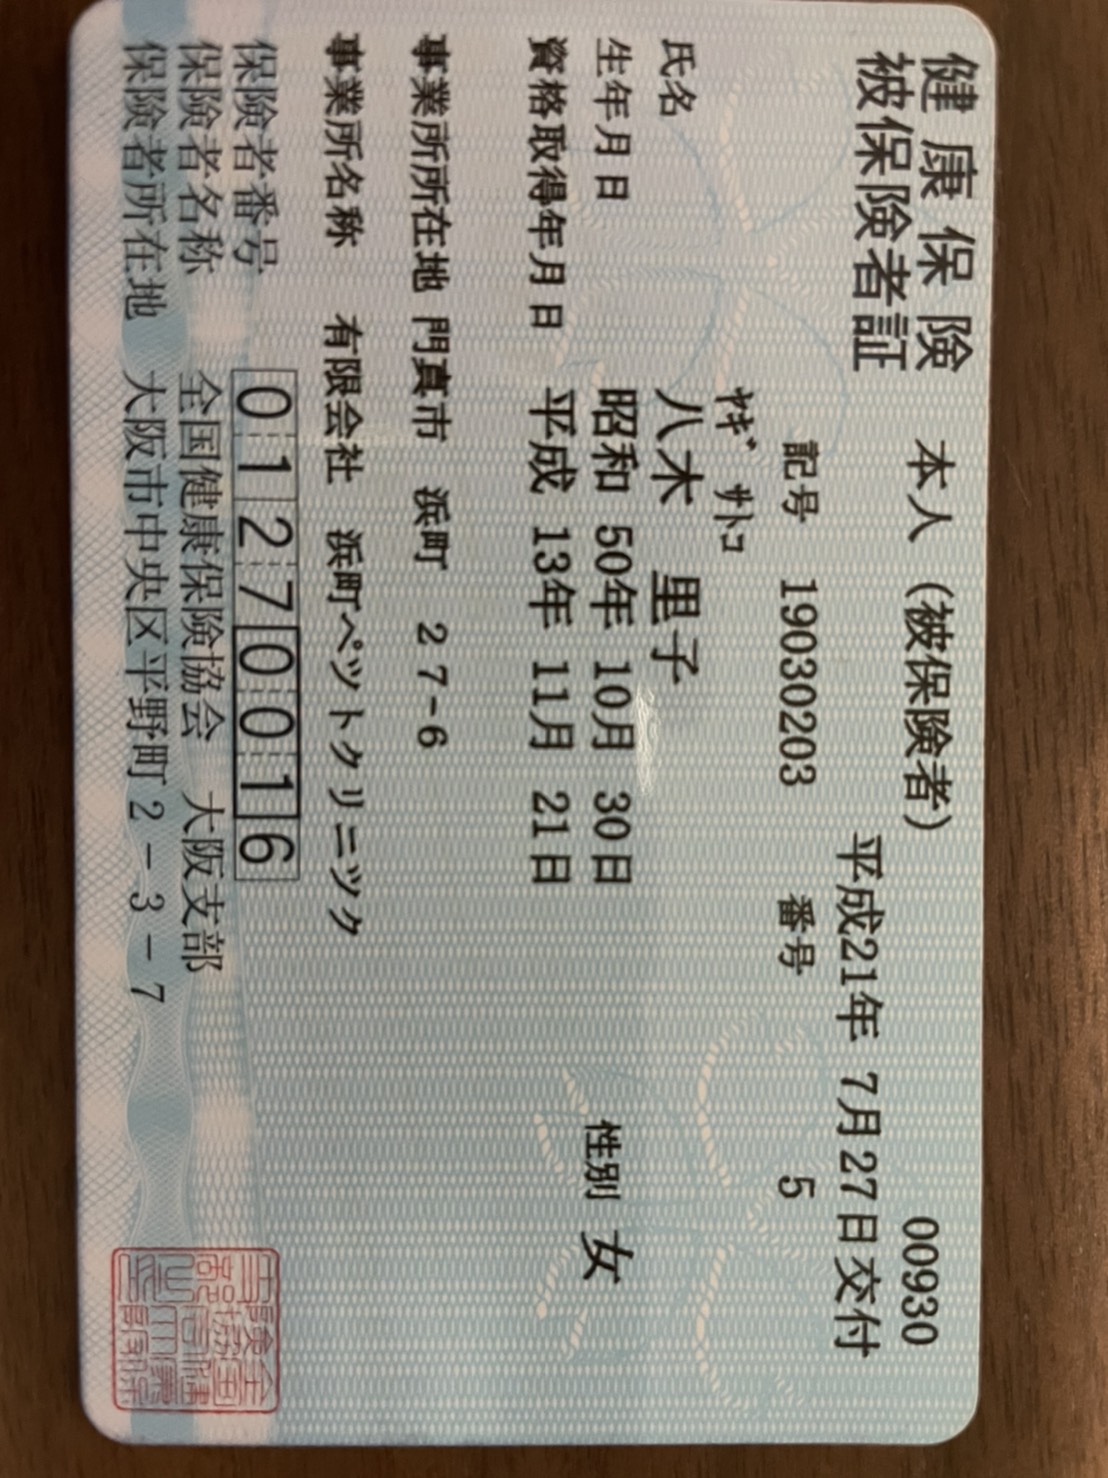 健康保険 本人（被保険者） 00930
被保険者証 平成21年 7月27日交付
記号 19030203 番号 5
ﾔｷﾞ ｻﾄｺ
氏名 八木 里子
生年月日 昭和 50年 10月 30日 性別 女
資格取得年月日 平成 13年 11月 21日
事業所所在地 門真市 浜町 27-6
事業所名称 有限会社 浜町ペツトクリニツク
保険者番号 01270016
保険者名称 全国健康保険協会 大阪支部
保険者所在地 大阪市中央区平野町2-3-7